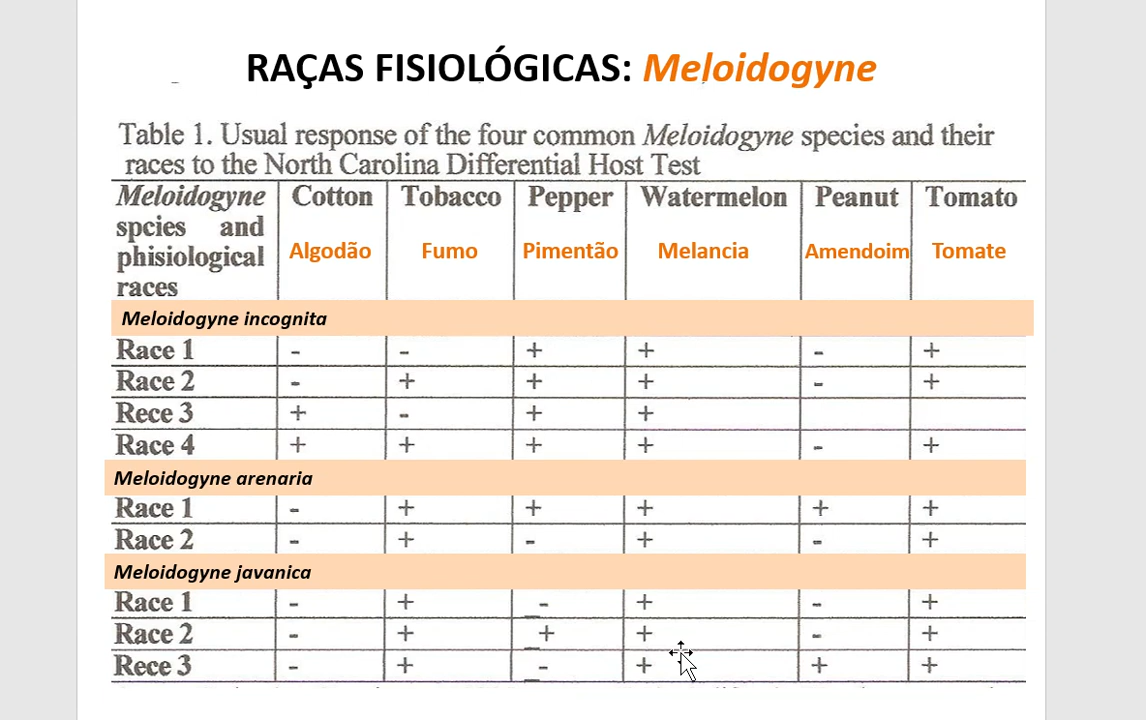 RAÇAS FISIOLÓGICAS: Meloidogyne
Table 1. Usual response of the four common Meloidogyne species and their
races to the North Carolina Differential Host Test
Meloidogyne spcies and phisiological races Cotton Tobacco Pepper Watermelon Peanut Tomato
Algodão Fumo Pimentão Melancia Amendoim Tomate
Meloidogyne incognita
Race 1 - - + + - +
Race 2 - + + + - +
Rece 3 + - + +
Race 4 + + + + - +
Meloidogyne arenaria
Race 1 - + + + + +
Race 2 - + - + - +
Meloidogyne javanica
Race 1 - + _- + - +
Race 2 - + _+ + - +
Rece 3 - + _- + + +